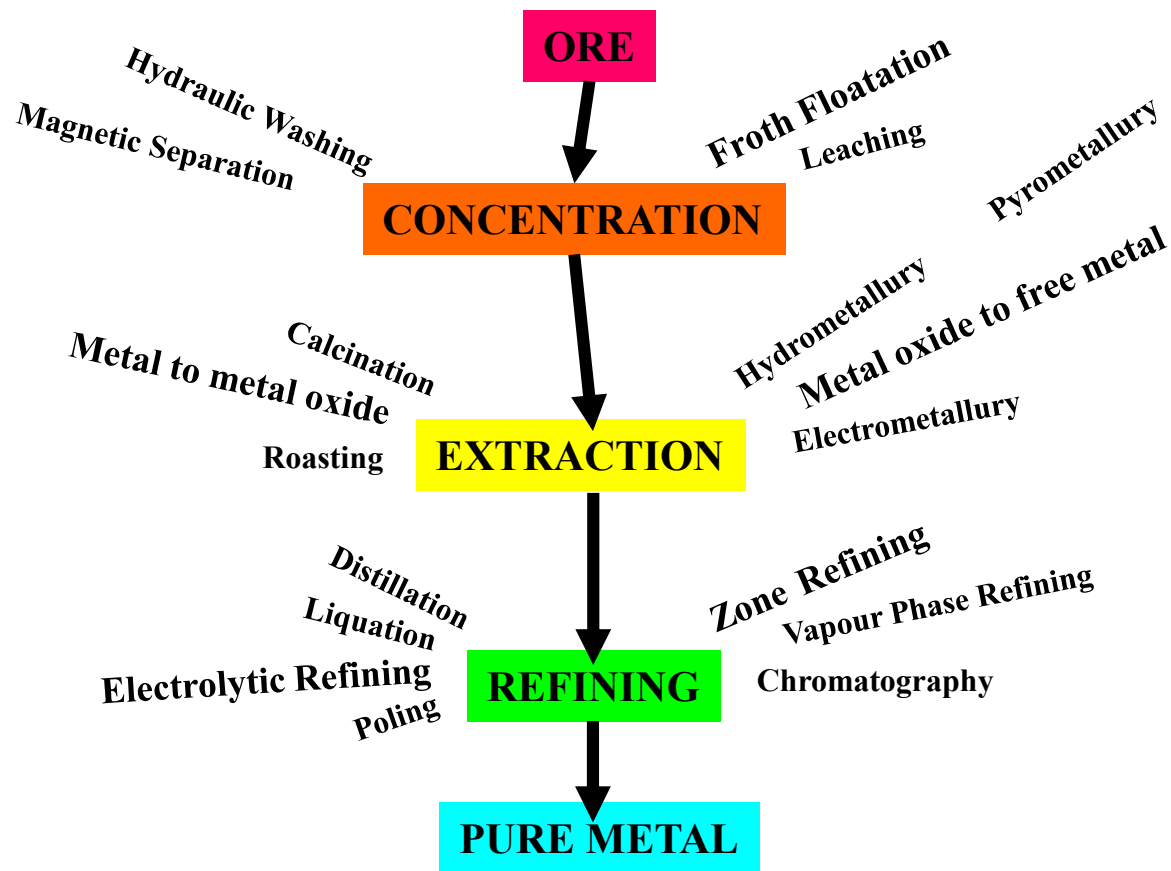 ORE
Hydraulic Washing
Magnetic Separation
Froth Floatation
Leaching
CONCENTRATION
Pyrometallury
Calcination
Metal to metal oxide
Roasting
Hydrometallury
Metal oxide to free metal
Electrometallury
EXTRACTION
Distillation
Liquation
Electrolytic Refining
Poling
Zone Refining
Vapour Phase Refining
Chromatography
REFINING
PURE METAL